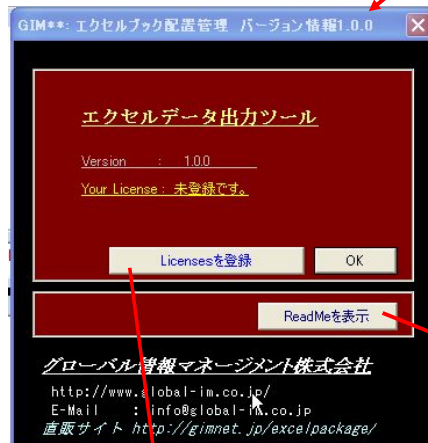 GIM**: エクセルブック配置管理 バージョン情報1.0.0
エクセルデータ出力ツール
Version : 1.0.0
Your License : 未登録です。
Licensesを登録
OK
ReadMeを表示
グローバル情報マネージメント株式会社
http://www.global-im.co.jp/
E-Mail : info@global-im.co.jp
直販サイト http://gimnet.jp/excelpackage/